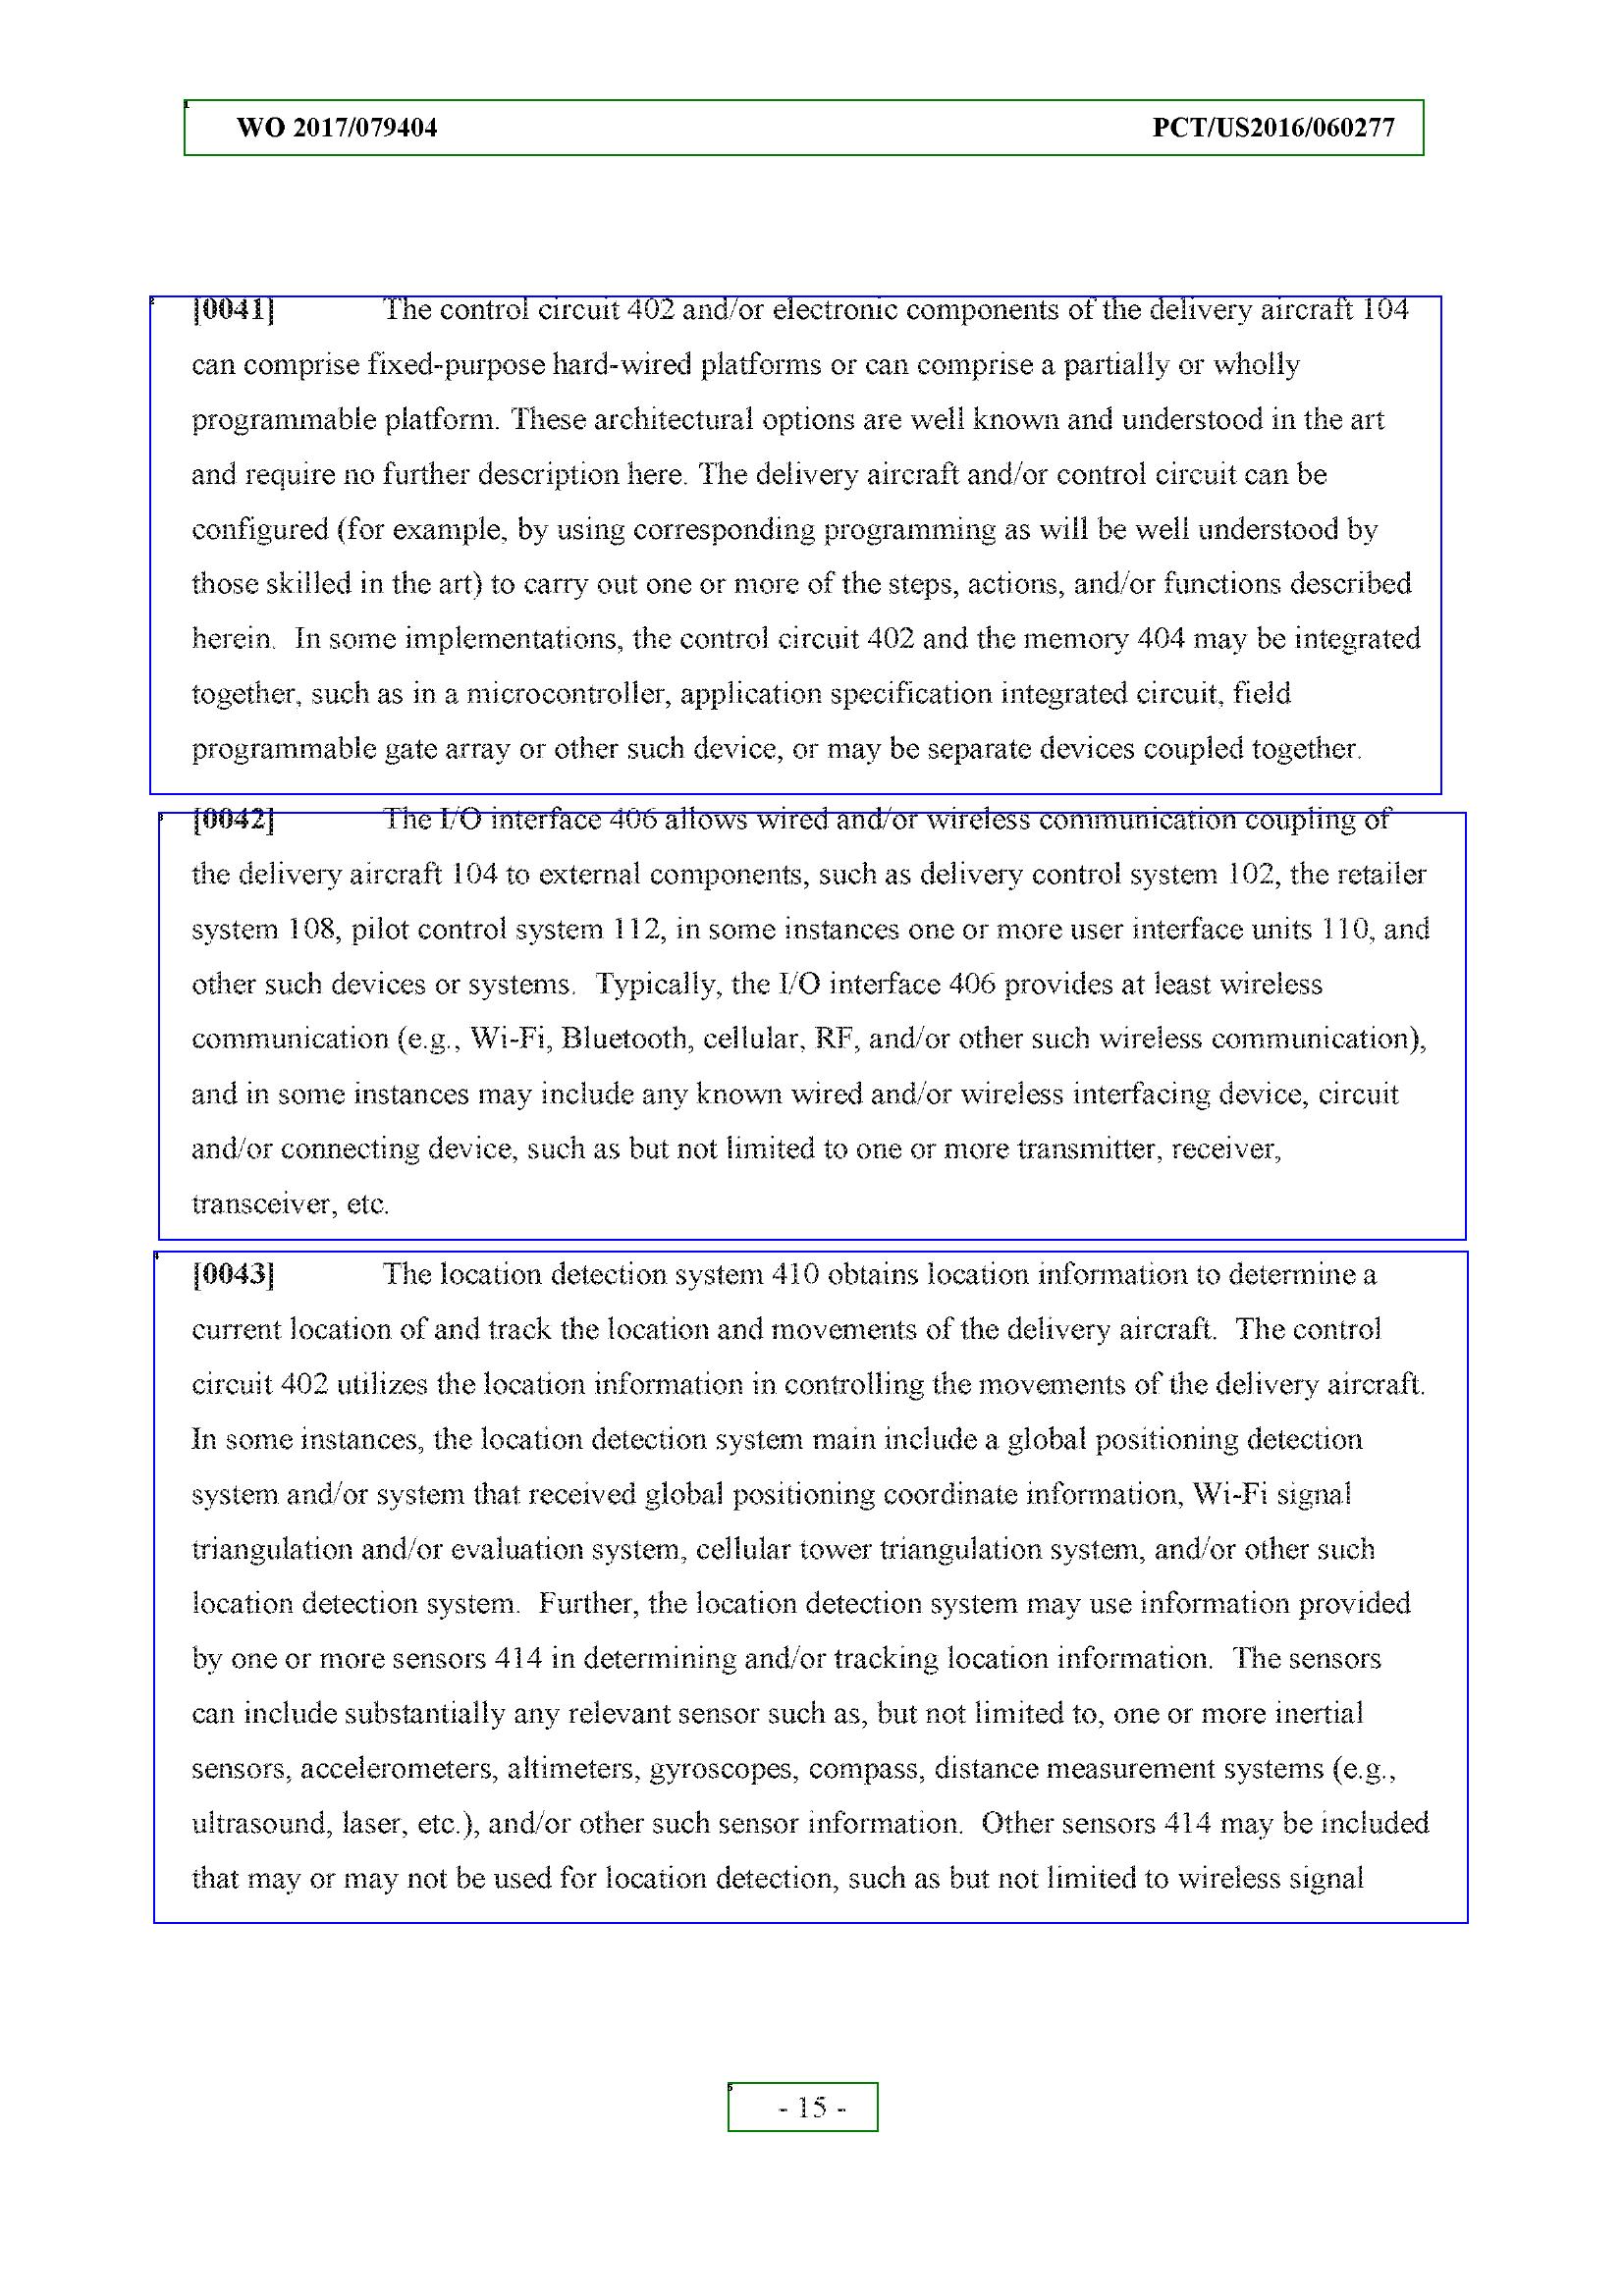 WO 2017/079404 PCT/US2016/060277
[0041] The control circuit 402 and/or electronic components of the delivery aircraft 104
can comprise fixed-purpose hard-wired platforms or can comprise a partially or wholly
programmable platform. These architectural options are well known and understood in the art
and require no further description here. The delivery aircraft and/or control circuit can be
configured (for example, by using corresponding programming as will be well understood by
those skilled in the art) to carry out one or more of the steps, actions, and/or functions described
herein. In some implementations, the control circuit 402 and the memory 404 may be integrated
together, such as in a microcontroller, application specification integrated circuit, field
programmable gate array or other such device, or may be separate devices coupled together.
[0042] The I/O interface 406 allows wired and/or wireless communication coupling of
the delivery aircraft 104 to external components, such as delivery control system 102, the retailer
system 108, pilot control system 112, in some instances one or more user interface units 110, and
other such devices or systems. Typically, the I/O interface 406 provides at least wireless
communication (e.g., Wi-Fi, Bluetooth, cellular, RF, and/or other such wireless communication),
and in some instances may include any known wired and/or wireless interfacing device, circuit
and/or connecting device, such as but not limited to one or more transmitter, receiver,
transceiver, etc.
[0043] The location detection system 410 obtains location information to determine a
current location of and track the location and movements of the delivery aircraft. The control
circuit 402 utilizes the location information in controlling the movements of the delivery aircraft.
In some instances, the location detection system main include a global positioning detection
system and/or system that received global positioning coordinate information, Wi-Fi signal
triangulation and/or evaluation system, cellular tower triangulation system, and/or other such
location detection system. Further, the location detection system may use information provided
by one or more sensors 414 in determining and/or tracking location information. The sensors
can include substantially any relevant sensor such as, but not limited to, one or more inertial
sensors, accelerometers, altimeters, gyroscopes, compass, distance measurement systems (e.g.,
ultrasound, laser, etc.), and/or other such sensor information. Other sensors 414 may be included
that may or may not be used for location detection, such as but not limited to wireless signal
- 15 -